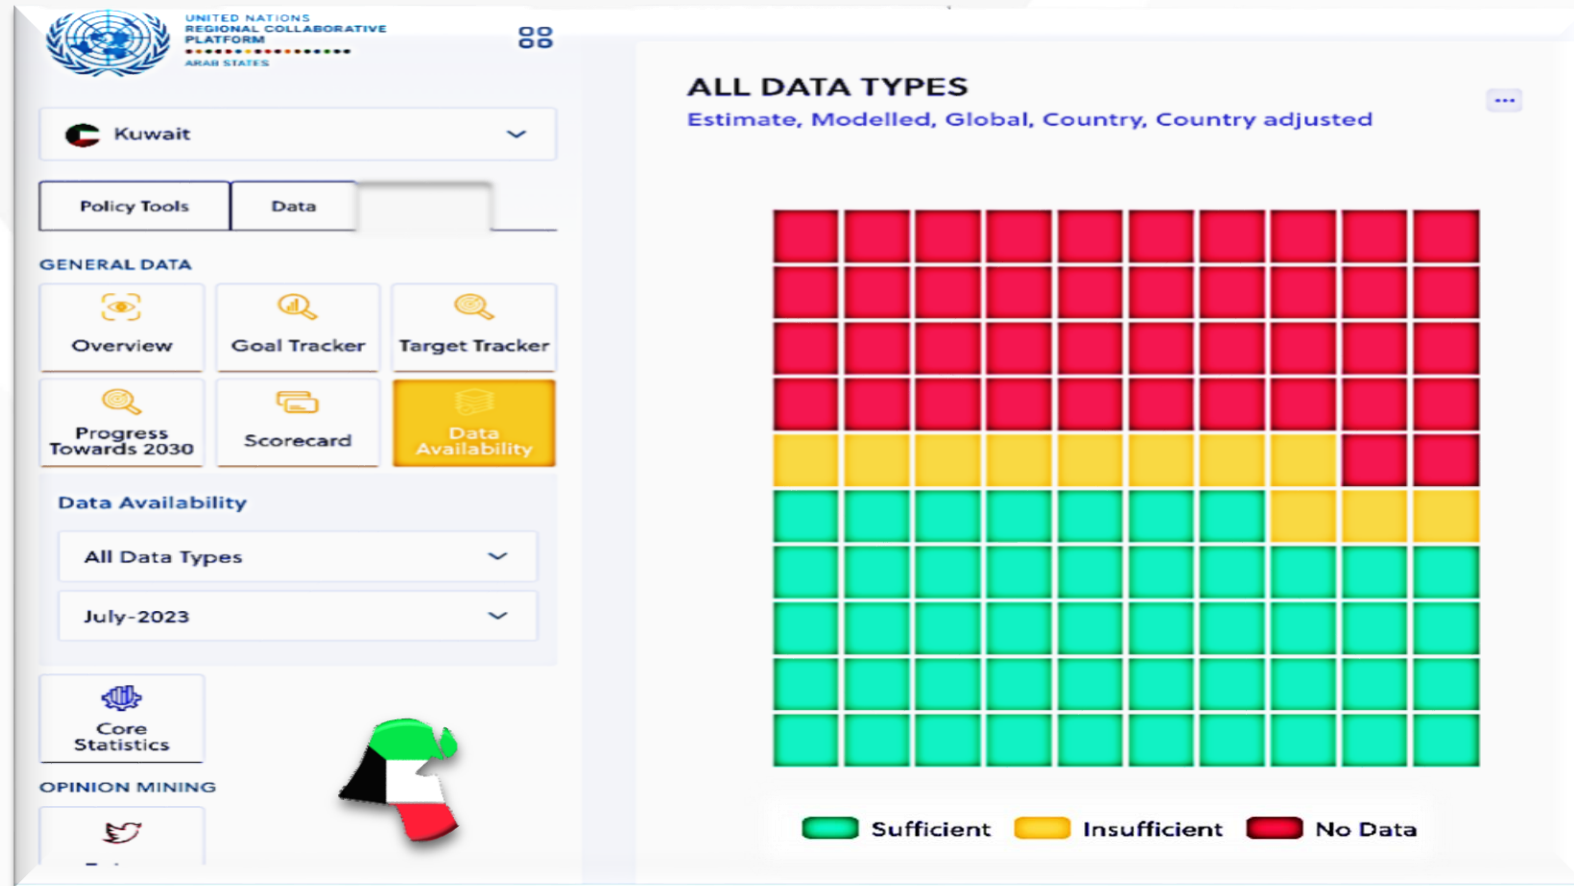 UNITED NATIONS
REGIONAL COLLABORATIVE
PLATFORM
ARAB STATES
Kuwait
Policy Tools
Data
GENERAL DATA
Overview
Goal Tracker
Target Tracker
Progress
Towards 2030
Scorecard
Data
Availability
Data Availability
All Data Types
July-2023
Core
Statistics
OPINION MINING
ALL DATA TYPES
Estimate, Modelled, Global, Country, Country adjusted
Sufficient
Insufficient
No Data